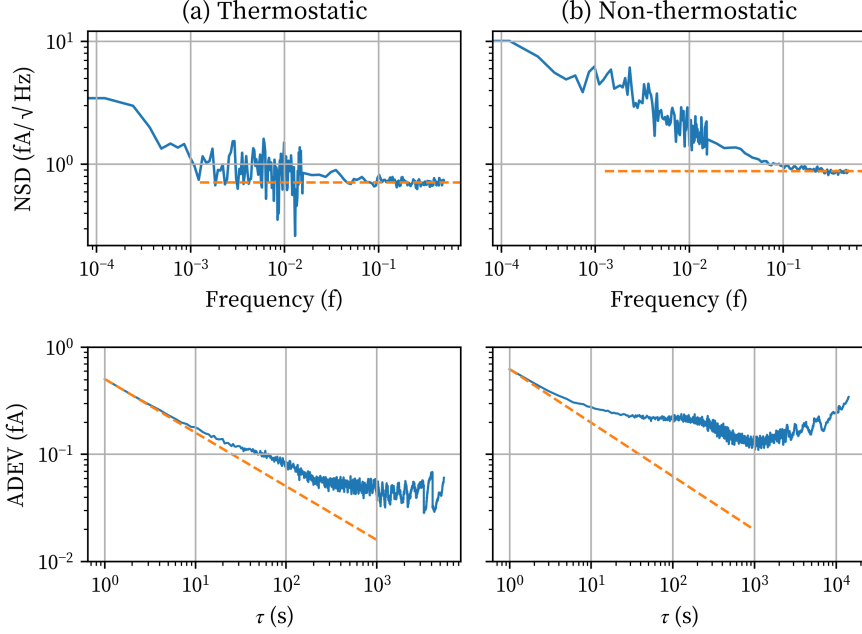 (a) Thermostatic
(b) Non-thermostatic
NSD (fA/√Hz)
10¹
10⁰
10⁻⁴ 10⁻³ 10⁻² 10⁻¹
Frequency (f)
10⁻⁴ 10⁻³ 10⁻² 10⁻¹
Frequency (f)
ADEV (fA)
10⁰
10⁻¹
10⁻²
10⁰ 10¹ 10² 10³
τ (s)
10⁰ 10¹ 10² 10³ 10⁴
τ (s)